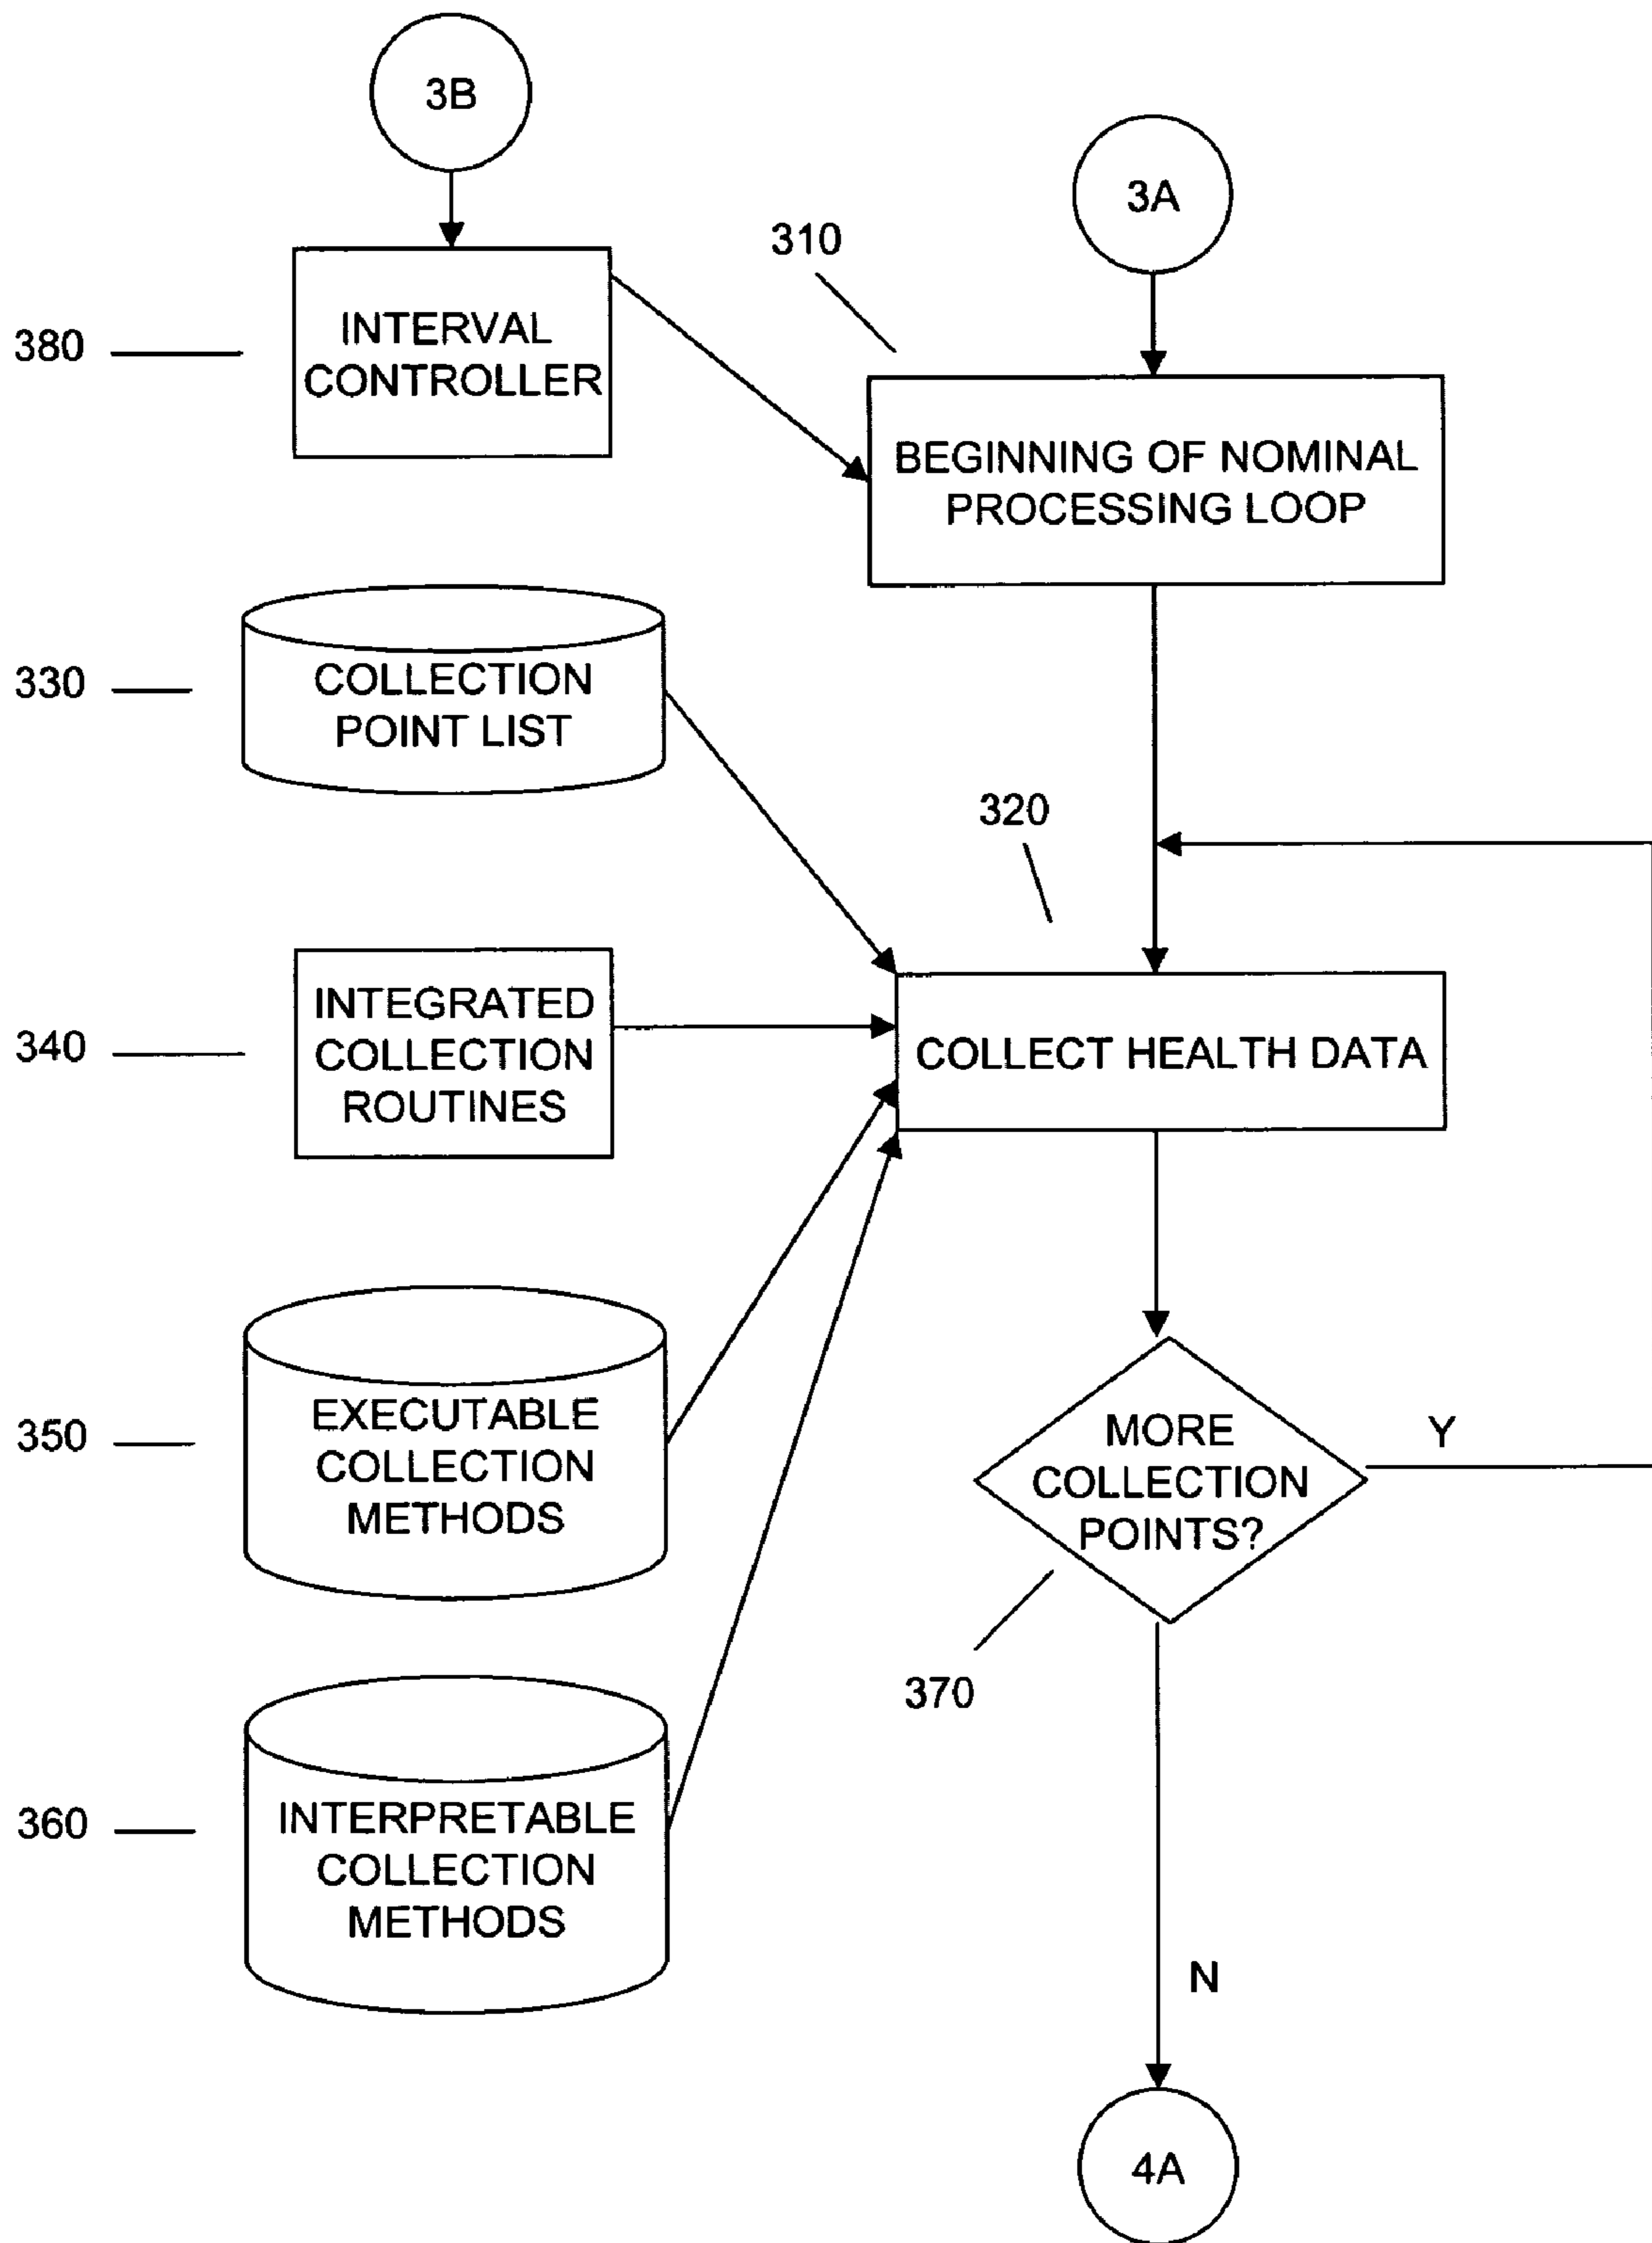 3B
3A
310
380
INTERVAL
CONTROLLER
BEGINNING OF NOMINAL
PROCESSING LOOP
330
COLLECTION
POINT LIST
320
340
INTEGRATED
COLLECTION
ROUTINES
COLLECT HEALTH DATA
350
EXECUTABLE
COLLECTION
METHODS
MORE
COLLECTION
POINTS?
Y
370
360
INTERPRETABLE
COLLECTION
METHODS
N
4A